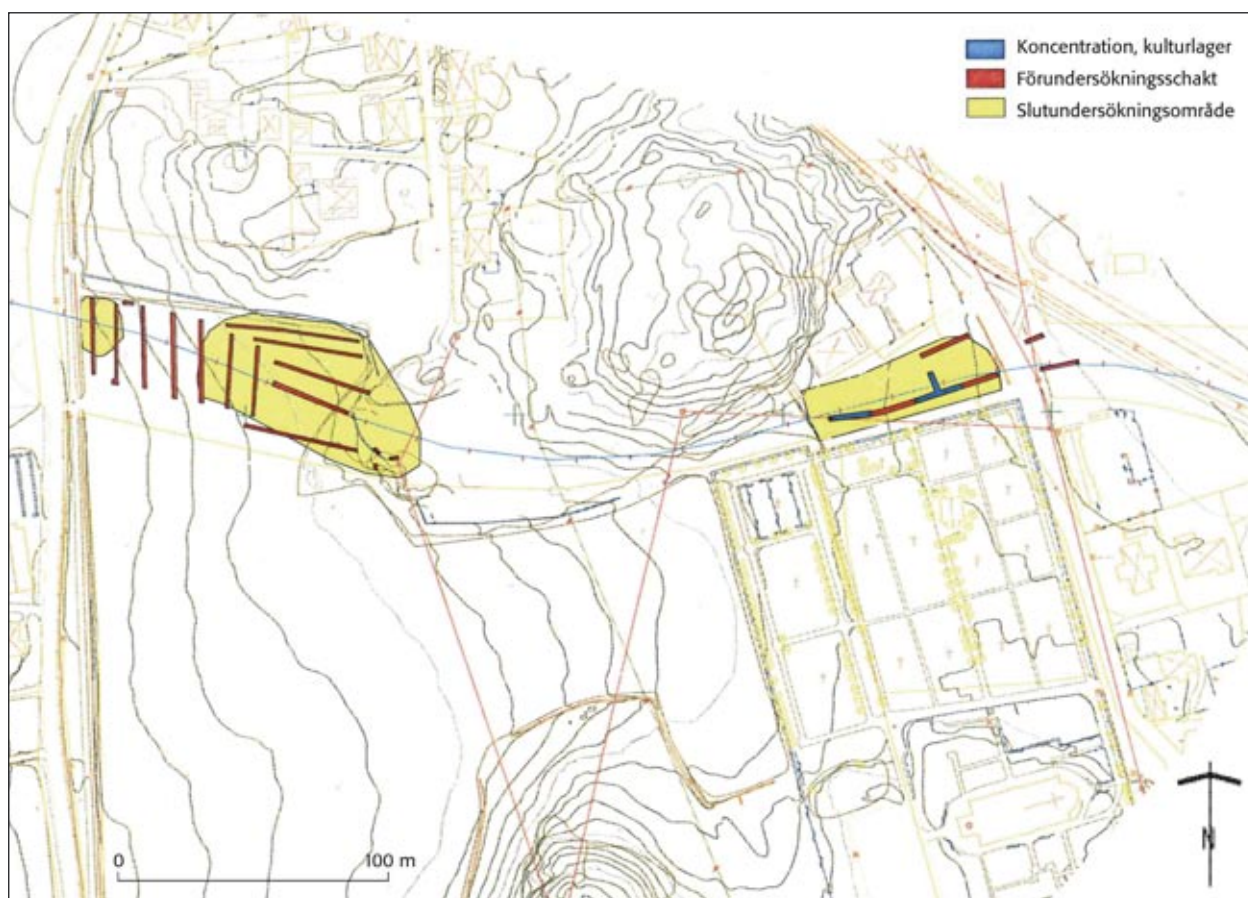 Koncentration, kulturlager
Förundersökningsschakt
Slutundersökningsområde
0
100 m
N